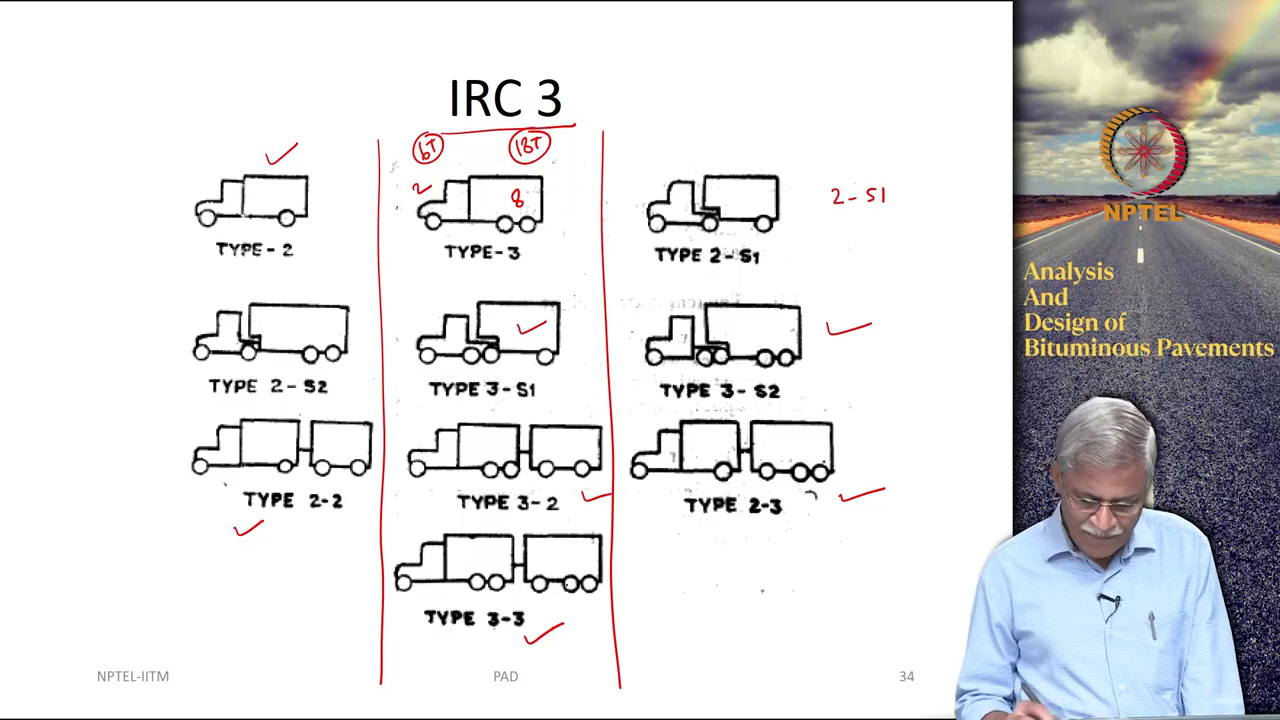 IRC 3
6T
18T
2
8
2-S1
TYPE-2
TYPE-3
TYPE 2-S1
TYPE 2-S2
TYPE 3-S1
TYPE 3-S2
TYPE 2-2
TYPE 3-2
TYPE 2-3
TYPE 3-3
NPTEL-IITM
PAD
34
NPTEL
Analysis
And
Design of
Bituminous Pavements